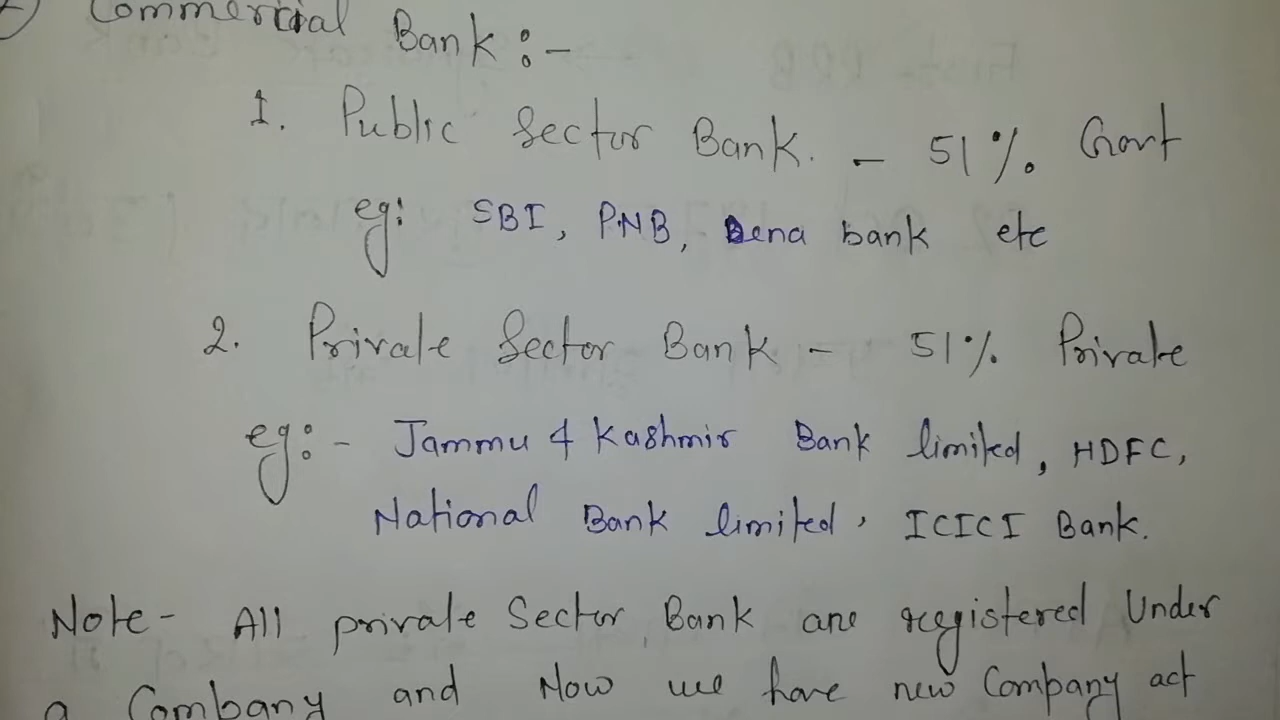 Commercial Bank :-
1. Public Sector Bank. - 51%. Govt
eg: SBI, PNB, Dena bank etc
2. Private Sector Bank - 51% Private
eg:- Jammu & Kashmir Bank limited, HDFC,
National Bank limited, ICICI Bank.
Note- All private Sector Bank are registered Under
a Company and Now we have new Company act